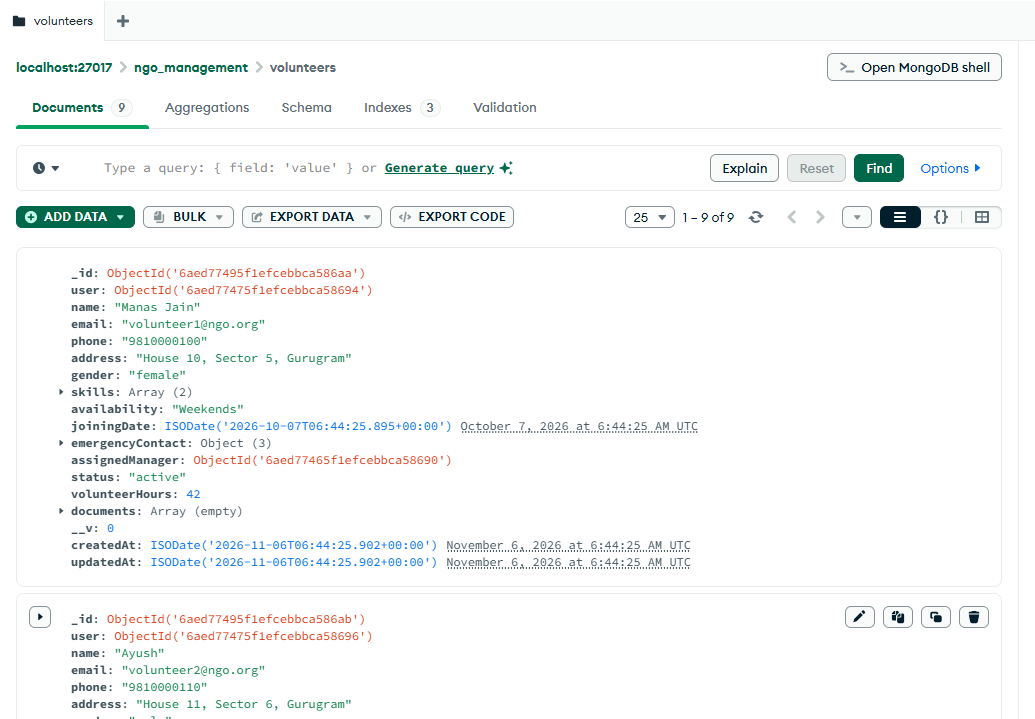 volunteers
localhost:27017 > ngo_management > volunteers
>_ Open MongoDB shell
Documents 9 Aggregations Schema Indexes 3 Validation
Type a query: { field: 'value' } or Generate query
Explain Reset Find Options
ADD DATA BULK EXPORT DATA EXPORT CODE
25 1 – 9 of 9 {}
_id: ObjectId('6aed77495f1efcebbca586aa')
user: ObjectId('6aed77475f1efcebbca58694')
name: "Manas Jain"
email: "volunteer1@ngo.org"
phone: "9810000100"
address: "House 10, Sector 5, Gurugram"
gender: "female"
skills: Array (2)
availability: "Weekends"
joiningDate: ISODate('2026-10-07T06:44:25.895+00:00') October 7, 2026 at 6:44:25 AM UTC
emergencyContact: Object (3)
assignedManager: ObjectId('6aed77465f1efcebbca58690')
status: "active"
volunteerHours: 42
documents: Array (empty)
__v: 0
createdAt: ISODate('2026-11-06T06:44:25.902+00:00') November 6, 2026 at 6:44:25 AM UTC
updatedAt: ISODate('2026-11-06T06:44:25.902+00:00') November 6, 2026 at 6:44:25 AM UTC
_id: ObjectId('6aed77495f1efcebbca586ab')
user: ObjectId('6aed77475f1efcebbca58696')
name: "Ayush"
email: "volunteer2@ngo.org"
phone: "9810000110"
address: "House 11, Sector 6, Gurugram"